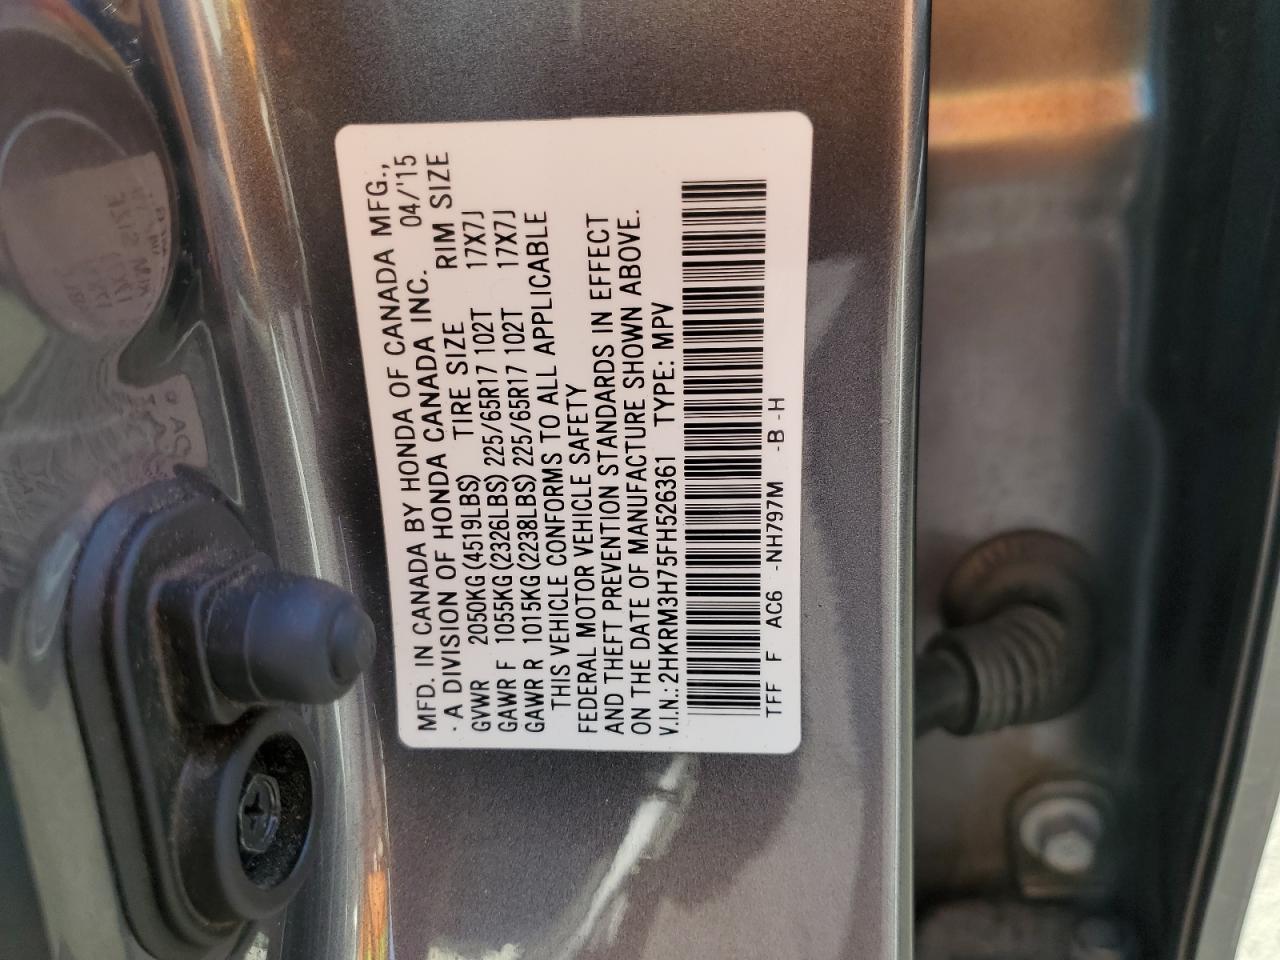 MFD. IN CANADA BY HONDA OF CANADA MFG.,
A DIVISION OF HONDA CANADA INC. 04/'15
GVWR 2050KG(4519LBS) TIRE SIZE RIM SIZE
GAWR F 1055KG(2326LBS) 225/65R17 102T 17X7J
GAWR R 1015KG(2238LBS) 225/65R17 102T 17X7J
THIS VEHICLE CONFORMS TO ALL APPLICABLE
FEDERAL MOTOR VEHICLE SAFETY
AND THEFT PREVENTION STANDARDS IN EFFECT
ON THE DATE OF MANUFACTURE SHOWN ABOVE.
V.I.N.: 2HKRM3H75FH526361 TYPE: MPV
TFF F AC6 -NH797M -B -H